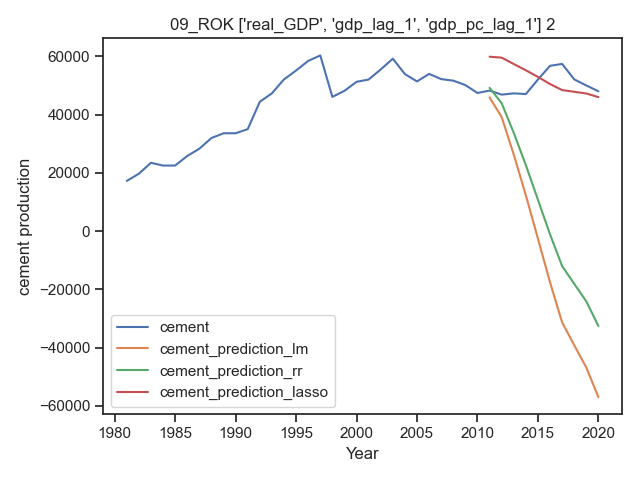 09_ROK ['real_GDP', 'gdp_lag_1', 'gdp_pc_lag_1'] 2
60000
40000
20000
0
−20000
−40000
−60000
cement production
cement
cement_prediction_lm
cement_prediction_rr
cement_prediction_lasso
1980 1985 1990 1995 2000 2005 2010 2015 2020
Year